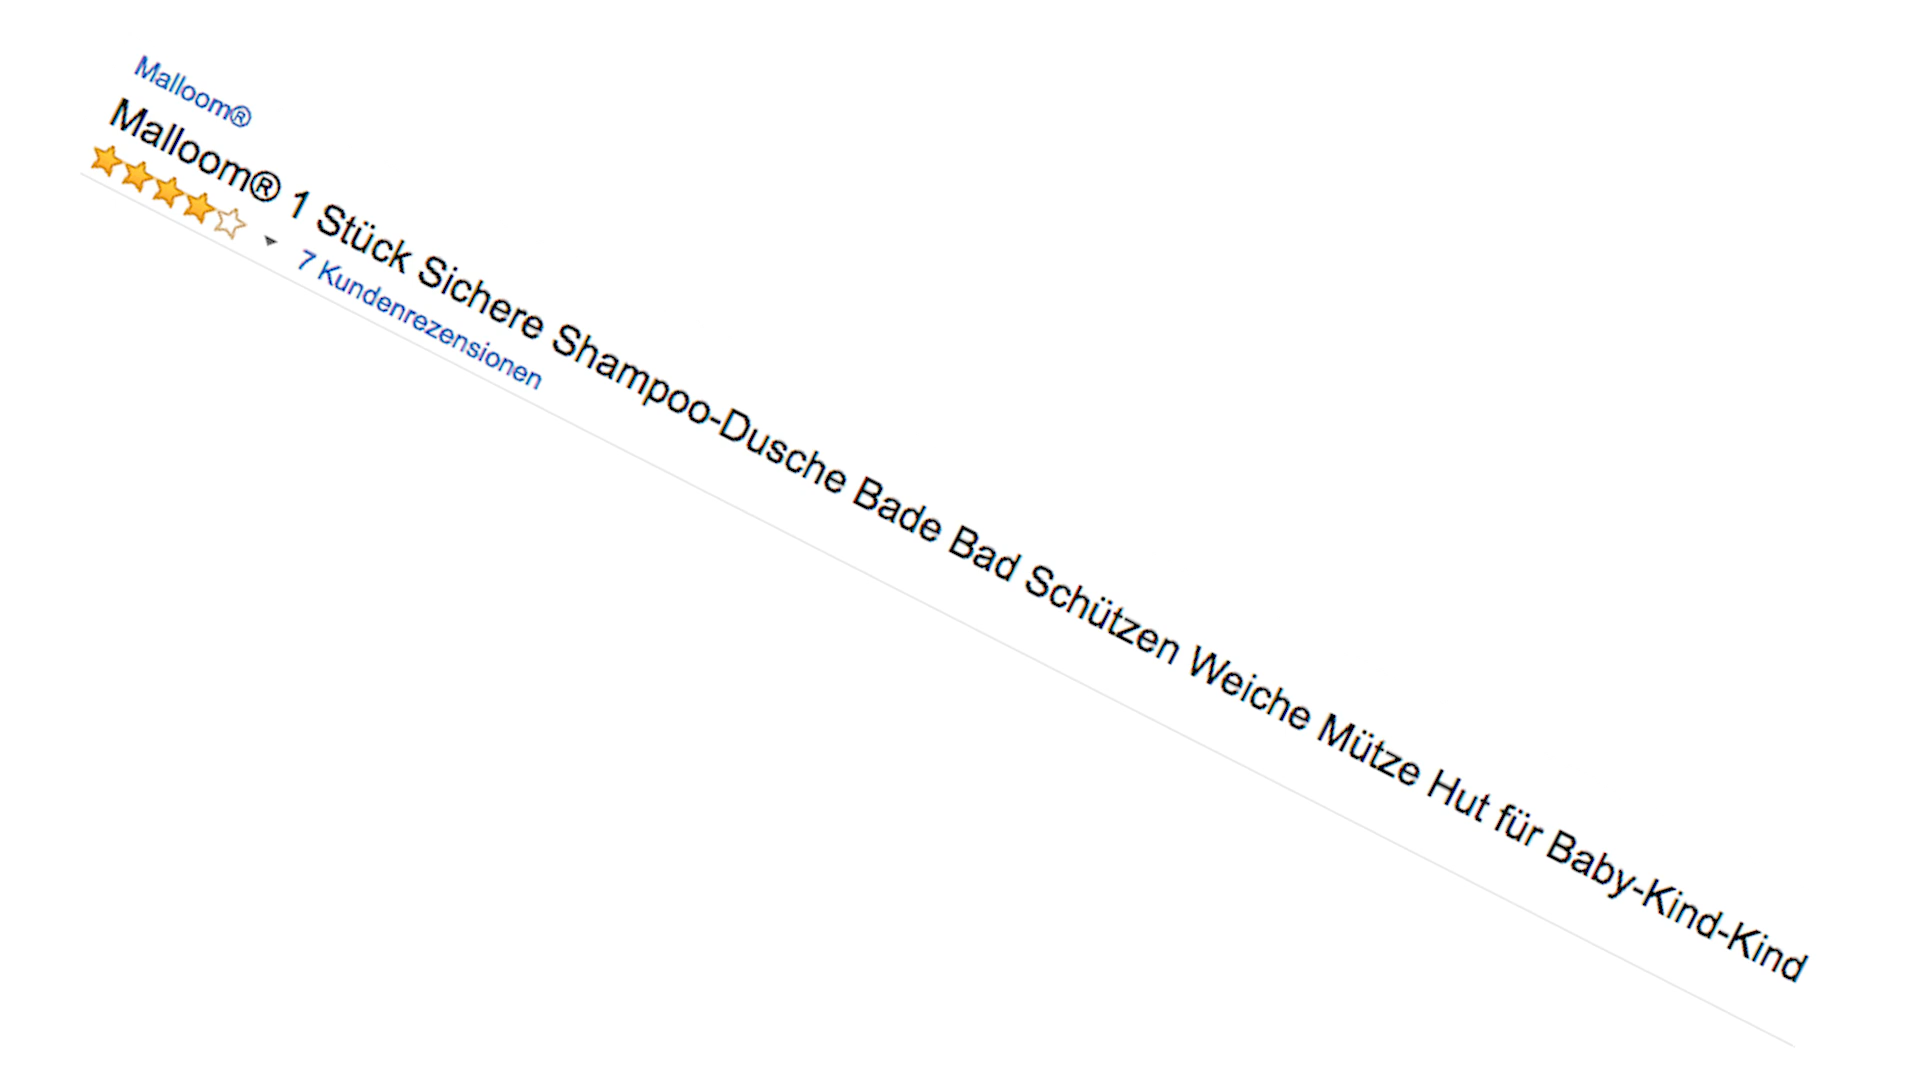 Malloom®
Malloom® 1 Stück Sichere Shampoo-Dusche Bade Bad Schützen Weiche Mütze Hut für Baby-Kind-Kind
7 Kundenrezensionen